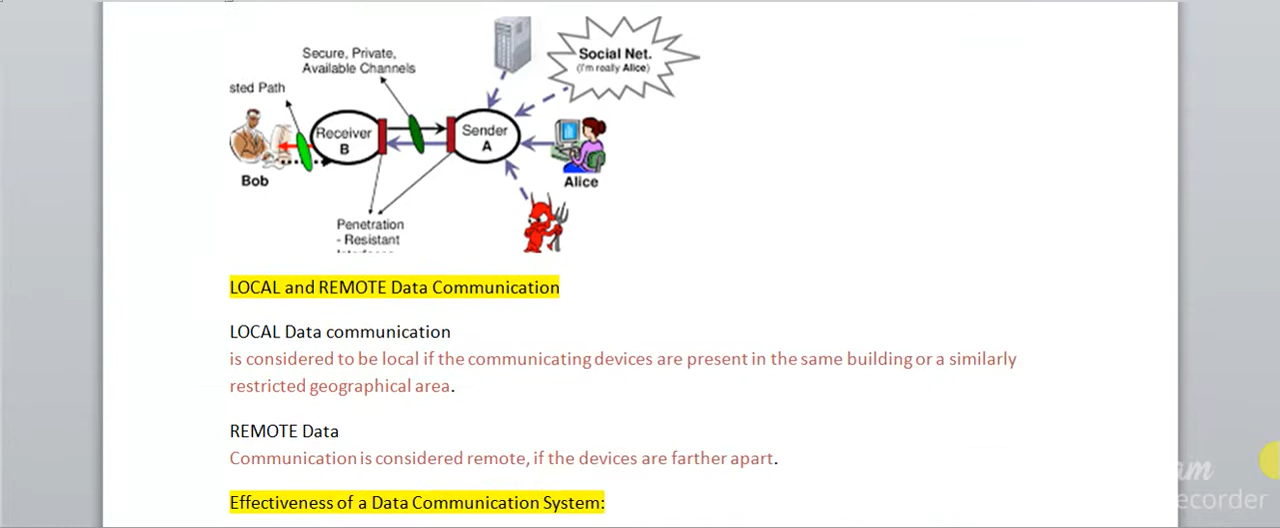 Secure, Private,
Available Channels
Social Net.
(I'm really Alice)
sted Path
Receiver
B
Sender
A
Bob
Alice
Penetration
- Resistant
LOCAL and REMOTE Data Communication
LOCAL Data communication
is considered to be local if the communicating devices are present in the same building or a similarly
restricted geographical area.
REMOTE Data
Communication is considered remote, if the devices are farther apart.
Effectiveness of a Data Communication System:
am
ecorder